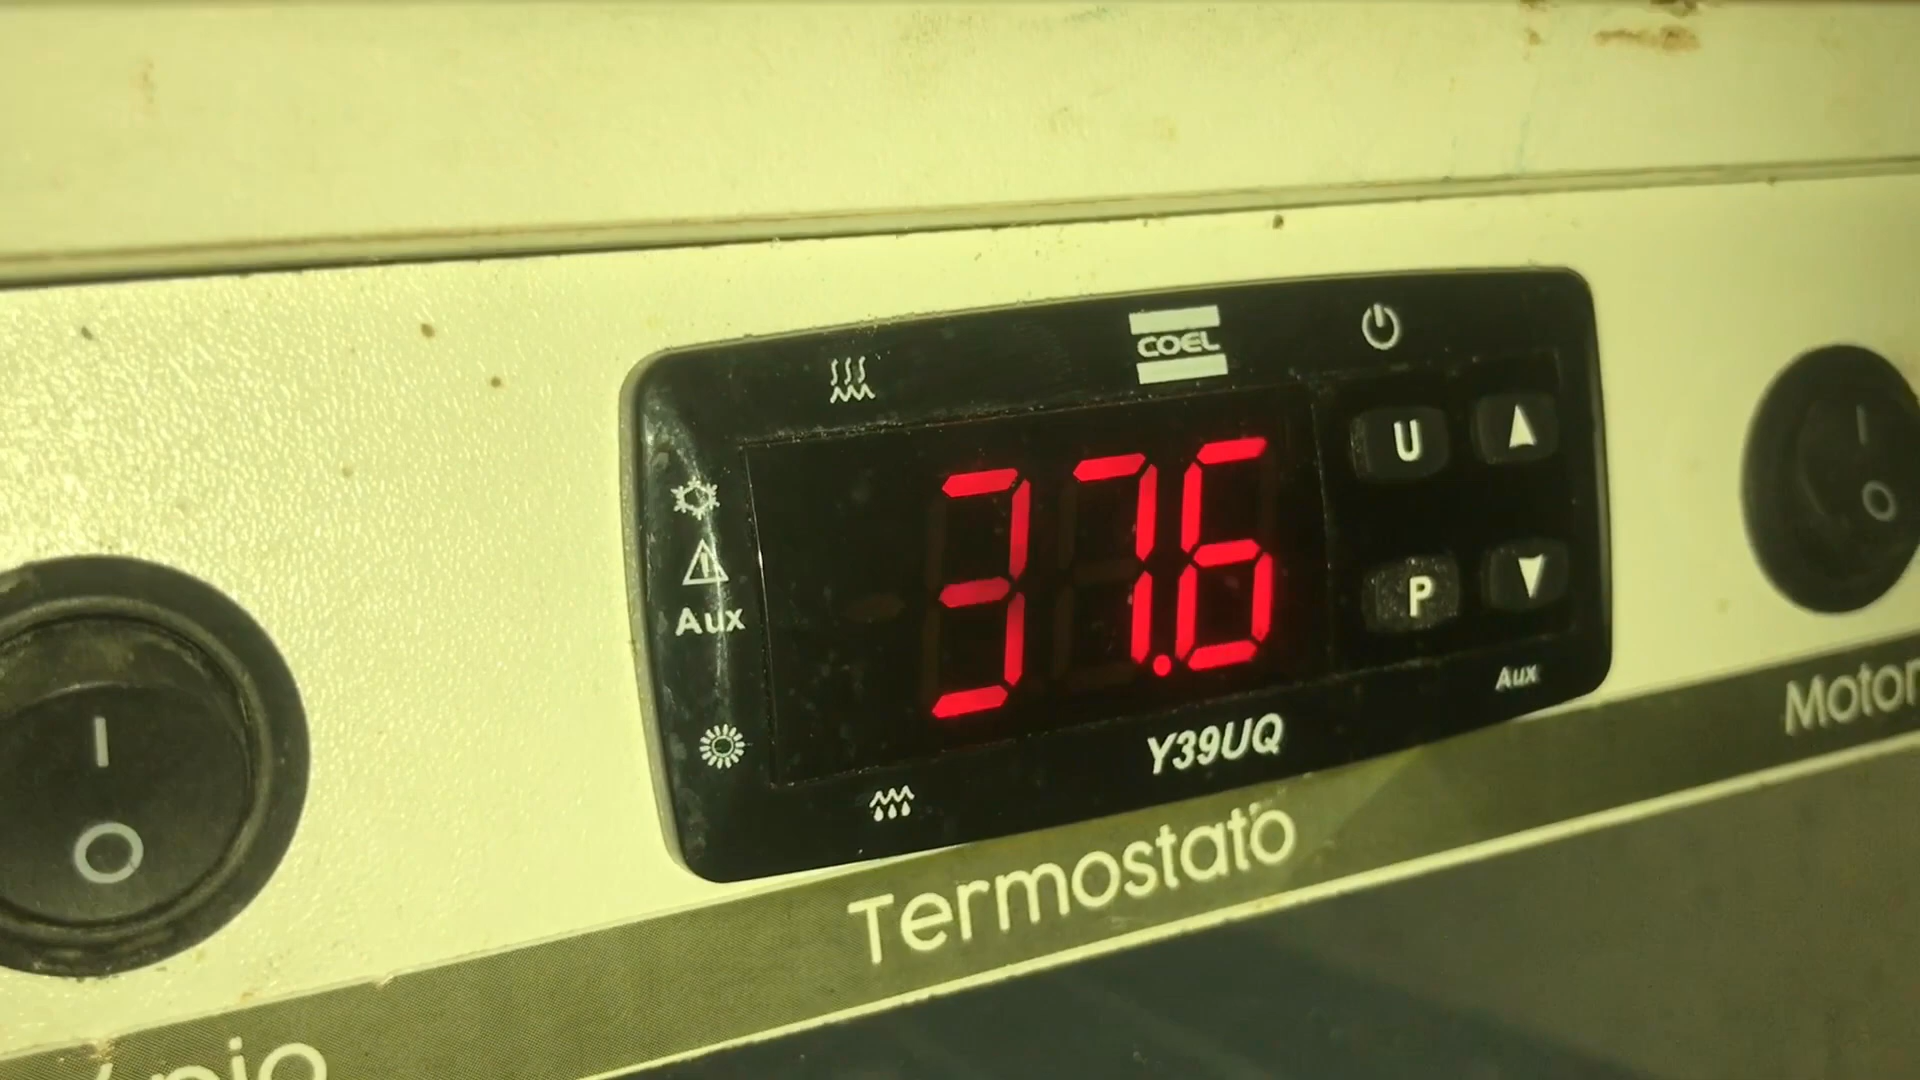 COEL
U
37.6
P
Aux
Aux
Y39UQ
Termostato
Motor